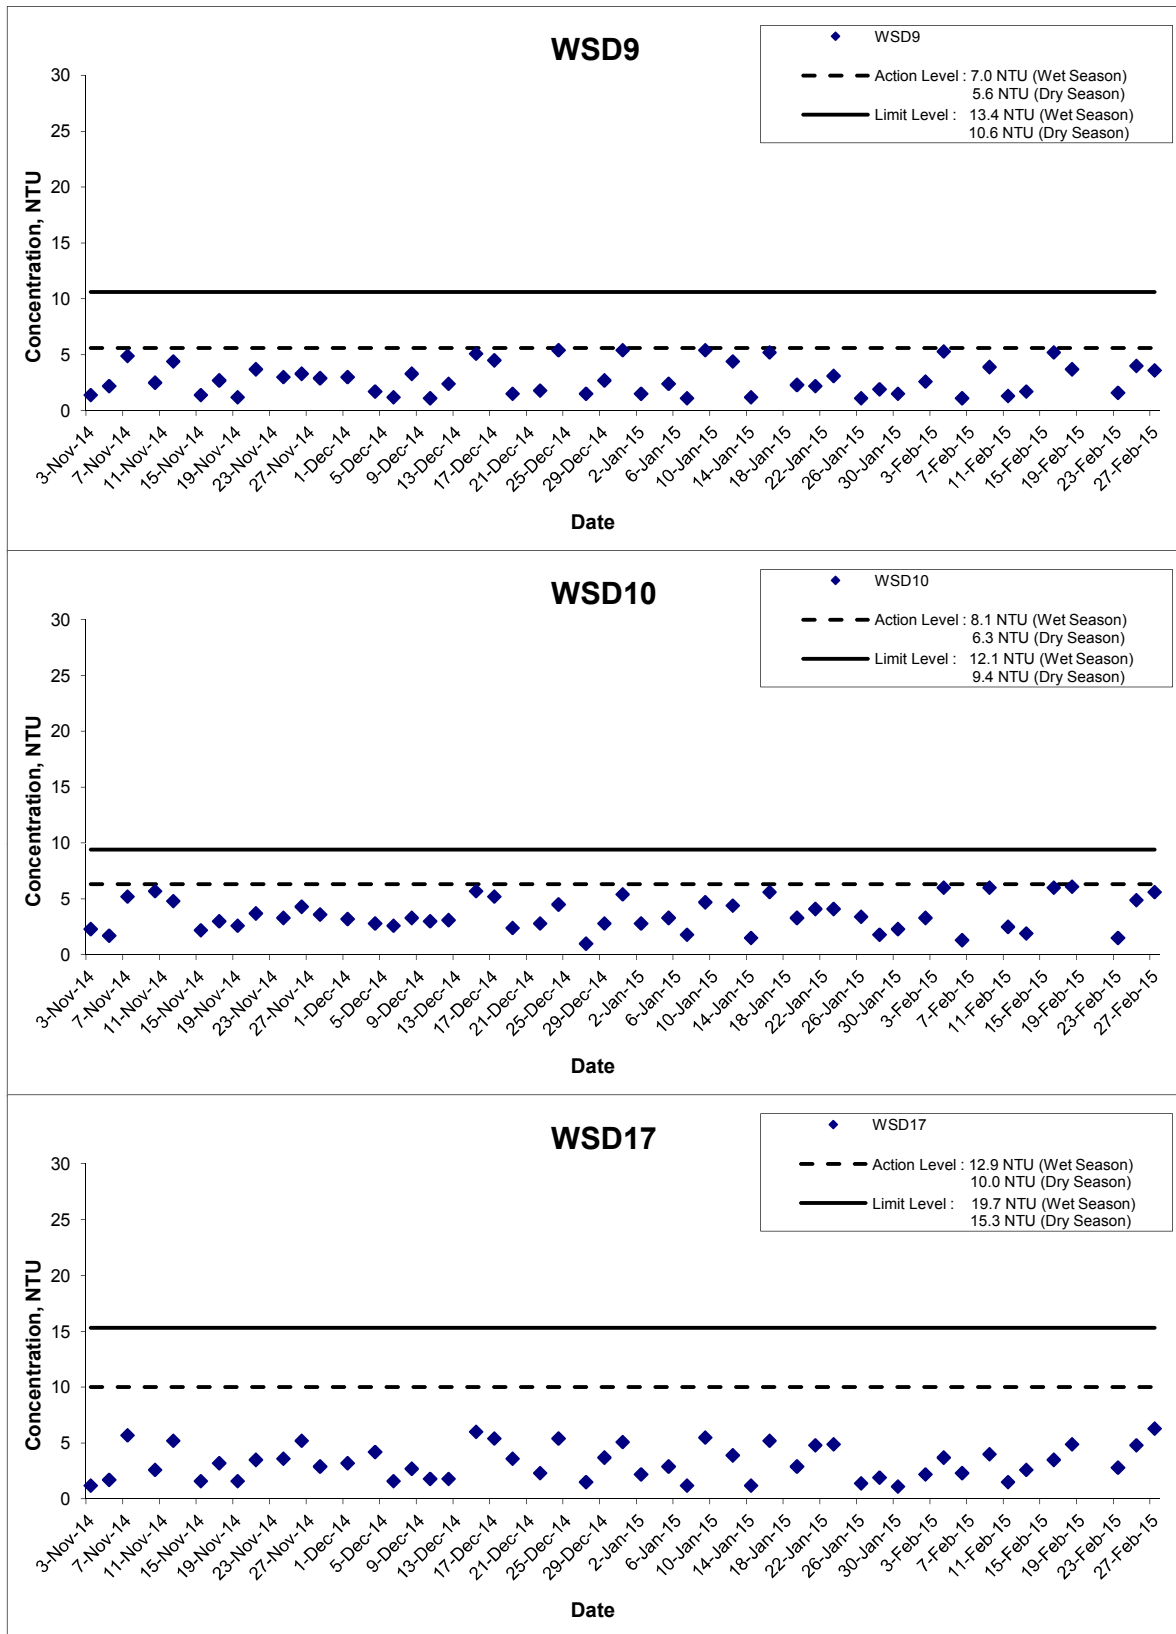 WSD9
WSD9
Action Level : 7.0 NTU (Wet Season)
5.6 NTU (Dry Season)
Limit Level : 13.4 NTU (Wet Season)
10.6 NTU (Dry Season)
Concentration, NTU
30
25
20
15
10
5
0
3-Nov-14
7-Nov-14
11-Nov-14
15-Nov-14
19-Nov-14
23-Nov-14
27-Nov-14
1-Dec-14
5-Dec-14
9-Dec-14
13-Dec-14
17-Dec-14
21-Dec-14
25-Dec-14
29-Dec-14
2-Jan-15
6-Jan-15
10-Jan-15
14-Jan-15
18-Jan-15
22-Jan-15
26-Jan-15
30-Jan-15
3-Feb-15
7-Feb-15
11-Feb-15
15-Feb-15
19-Feb-15
23-Feb-15
27-Feb-15
Date
WSD10
WSD10
Action Level : 8.1 NTU (Wet Season)
6.3 NTU (Dry Season)
Limit Level : 12.1 NTU (Wet Season)
9.4 NTU (Dry Season)
Concentration, NTU
30
25
20
15
10
5
0
3-Nov-14
7-Nov-14
11-Nov-14
15-Nov-14
19-Nov-14
23-Nov-14
27-Nov-14
1-Dec-14
5-Dec-14
9-Dec-14
13-Dec-14
17-Dec-14
21-Dec-14
25-Dec-14
29-Dec-14
2-Jan-15
6-Jan-15
10-Jan-15
14-Jan-15
18-Jan-15
22-Jan-15
26-Jan-15
30-Jan-15
3-Feb-15
7-Feb-15
11-Feb-15
15-Feb-15
19-Feb-15
23-Feb-15
27-Feb-15
Date
WSD17
WSD17
Action Level : 12.9 NTU (Wet Season)
10.0 NTU (Dry Season)
Limit Level : 19.7 NTU (Wet Season)
15.3 NTU (Dry Season)
Concentration, NTU
30
25
20
15
10
5
0
3-Nov-14
7-Nov-14
11-Nov-14
15-Nov-14
19-Nov-14
23-Nov-14
27-Nov-14
1-Dec-14
5-Dec-14
9-Dec-14
13-Dec-14
17-Dec-14
21-Dec-14
25-Dec-14
29-Dec-14
2-Jan-15
6-Jan-15
10-Jan-15
14-Jan-15
18-Jan-15
22-Jan-15
26-Jan-15
30-Jan-15
3-Feb-15
7-Feb-15
11-Feb-15
15-Feb-15
19-Feb-15
23-Feb-15
27-Feb-15
Date